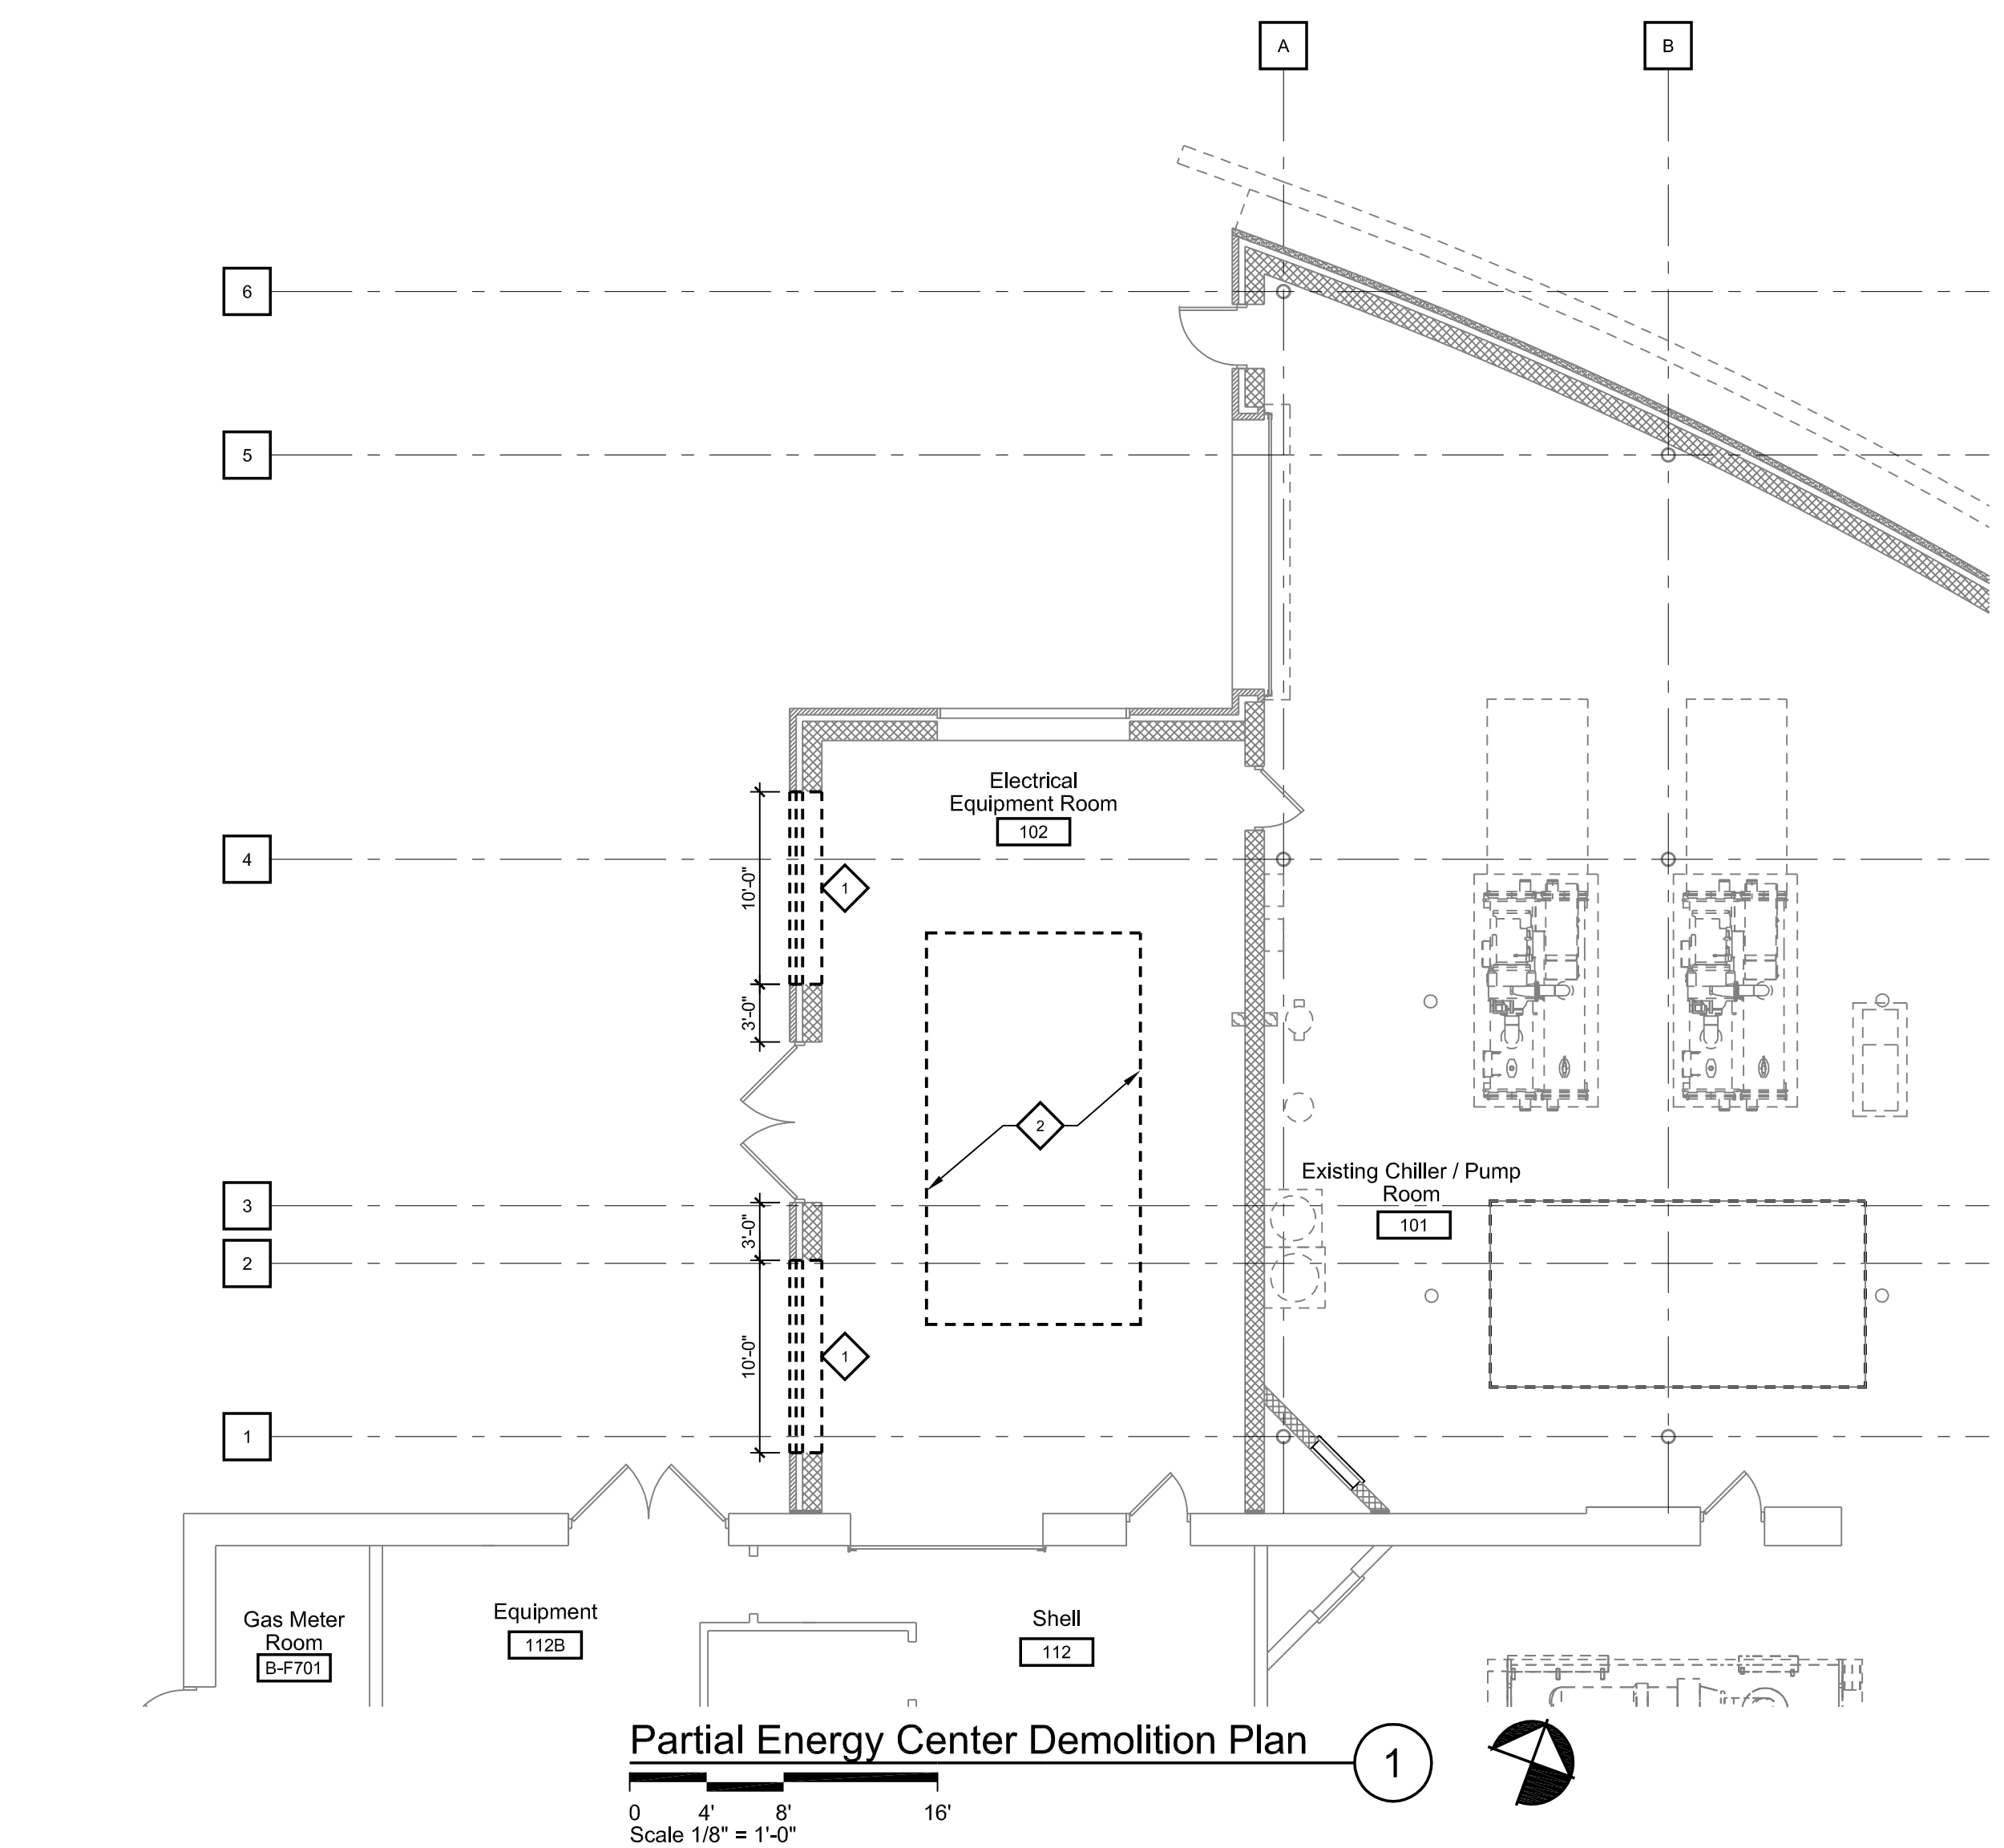 A
B
6
5
Electrical
Equipment Room
102
4
10'-0"
1
3'-0"
2
Existing Chiller / Pump
Room
101
3
3'-0"
2
10'-0"
1
1
Gas Meter
Room
B-F701
Equipment
112B
Shell
112
Partial Energy Center Demolition Plan
1
0 4' 8' 16'
Scale 1/8" = 1'-0"